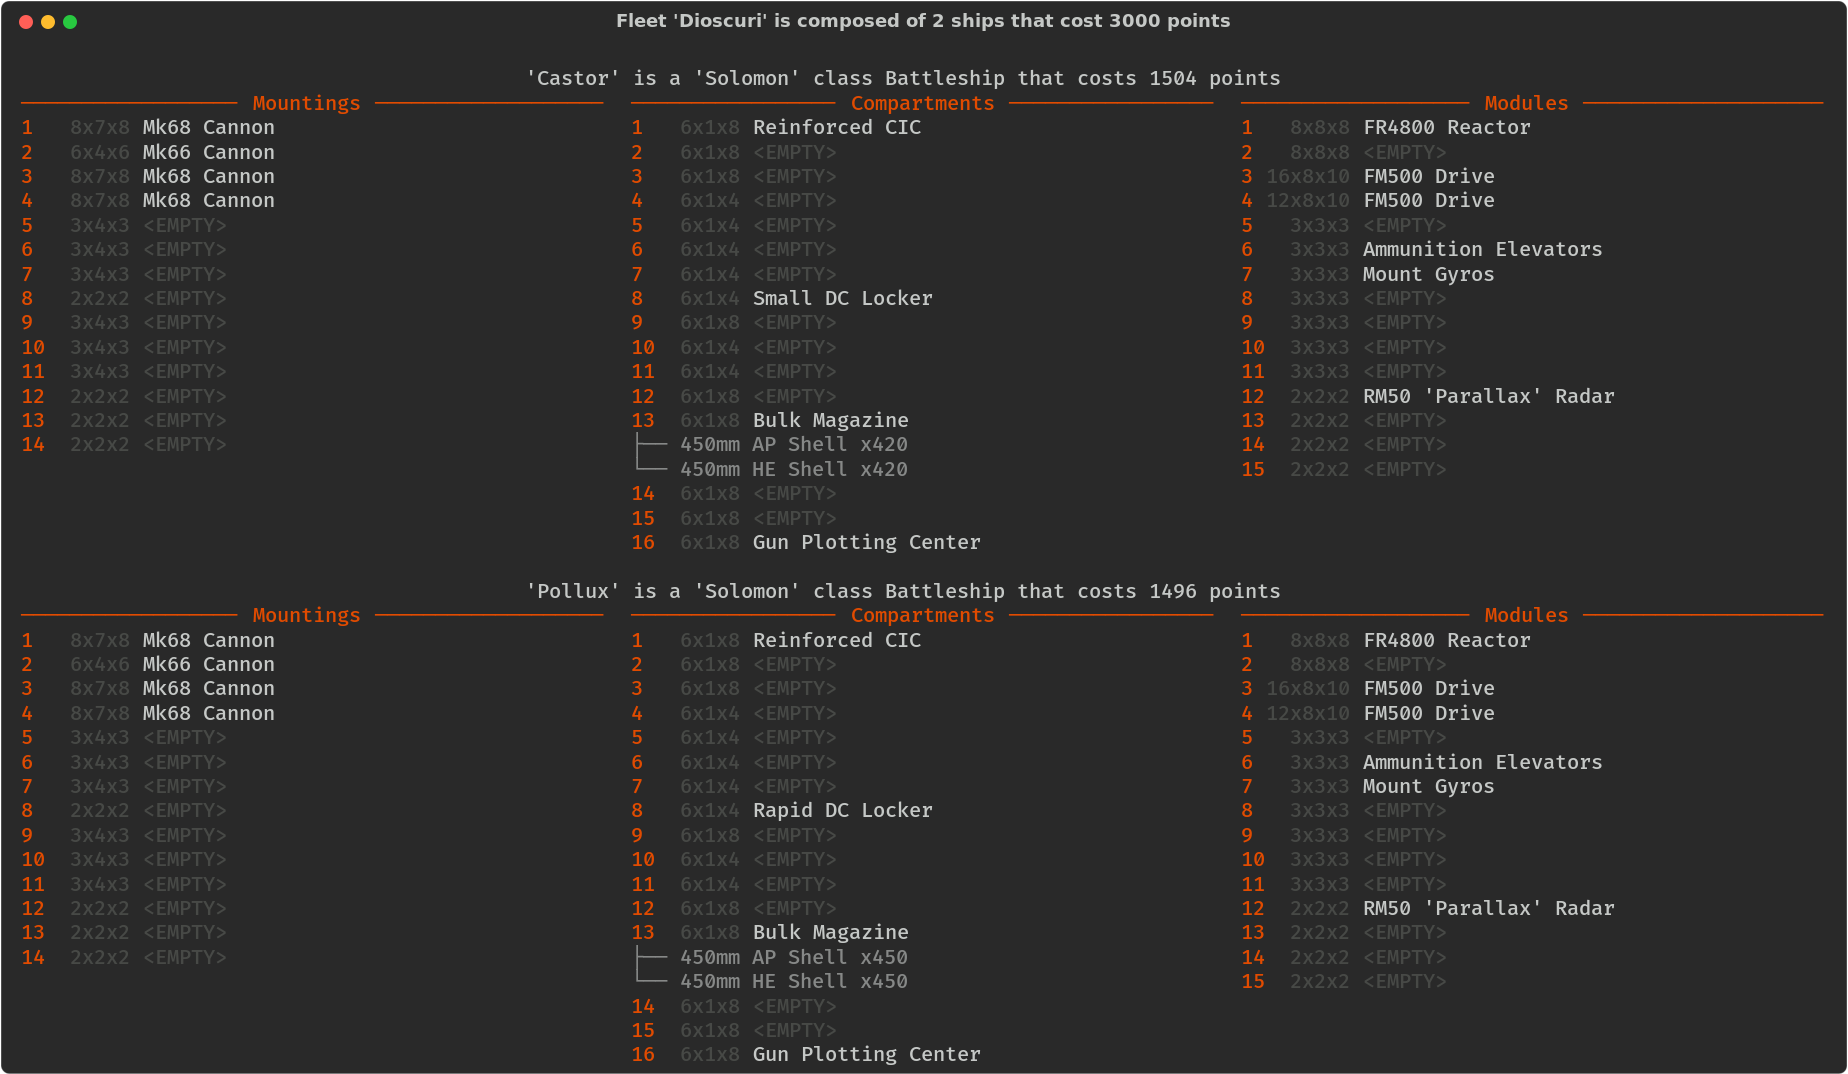 Fleet 'Dioscuri' is composed of 2 ships that cost 3000 points
'Castor' is a 'Solomon' class Battleship that costs 1504 points
Mountings
1 8x7x8 Mk68 Cannon
2 6x4x6 Mk66 Cannon
3 8x7x8 Mk68 Cannon
4 8x7x8 Mk68 Cannon
5 3x4x3 <EMPTY>
6 3x4x3 <EMPTY>
7 3x4x3 <EMPTY>
8 2x2x2 <EMPTY>
9 3x4x3 <EMPTY>
10 3x4x3 <EMPTY>
11 3x4x3 <EMPTY>
12 2x2x2 <EMPTY>
13 2x2x2 <EMPTY>
14 2x2x2 <EMPTY>
Compartments
1 6x1x8 Reinforced CIC
2 6x1x8 <EMPTY>
3 6x1x8 <EMPTY>
4 6x1x4 <EMPTY>
5 6x1x4 <EMPTY>
6 6x1x4 <EMPTY>
7 6x1x4 <EMPTY>
8 6x1x4 Small DC Locker
9 6x1x8 <EMPTY>
10 6x1x4 <EMPTY>
11 6x1x4 <EMPTY>
12 6x1x8 <EMPTY>
13 6x1x8 Bulk Magazine
├── 450mm AP Shell x420
└── 450mm HE Shell x420
14 6x1x8 <EMPTY>
15 6x1x8 <EMPTY>
16 6x1x8 Gun Plotting Center
Modules
1 8x8x8 FR4800 Reactor
2 8x8x8 <EMPTY>
3 16x8x10 FM500 Drive
4 12x8x10 FM500 Drive
5 3x3x3 <EMPTY>
6 3x3x3 Ammunition Elevators
7 3x3x3 Mount Gyros
8 3x3x3 <EMPTY>
9 3x3x3 <EMPTY>
10 3x3x3 <EMPTY>
11 3x3x3 <EMPTY>
12 2x2x2 RM50 'Parallax' Radar
13 2x2x2 <EMPTY>
14 2x2x2 <EMPTY>
15 2x2x2 <EMPTY>
'Pollux' is a 'Solomon' class Battleship that costs 1496 points
Mountings
1 8x7x8 Mk68 Cannon
2 6x4x6 Mk66 Cannon
3 8x7x8 Mk68 Cannon
4 8x7x8 Mk68 Cannon
5 3x4x3 <EMPTY>
6 3x4x3 <EMPTY>
7 3x4x3 <EMPTY>
8 2x2x2 <EMPTY>
9 3x4x3 <EMPTY>
10 3x4x3 <EMPTY>
11 3x4x3 <EMPTY>
12 2x2x2 <EMPTY>
13 2x2x2 <EMPTY>
14 2x2x2 <EMPTY>
Compartments
1 6x1x8 Reinforced CIC
2 6x1x8 <EMPTY>
3 6x1x8 <EMPTY>
4 6x1x4 <EMPTY>
5 6x1x4 <EMPTY>
6 6x1x4 <EMPTY>
7 6x1x4 <EMPTY>
8 6x1x4 Rapid DC Locker
9 6x1x8 <EMPTY>
10 6x1x4 <EMPTY>
11 6x1x4 <EMPTY>
12 6x1x8 <EMPTY>
13 6x1x8 Bulk Magazine
├── 450mm AP Shell x450
└── 450mm HE Shell x450
14 6x1x8 <EMPTY>
15 6x1x8 <EMPTY>
16 6x1x8 Gun Plotting Center
Modules
1 8x8x8 FR4800 Reactor
2 8x8x8 <EMPTY>
3 16x8x10 FM500 Drive
4 12x8x10 FM500 Drive
5 3x3x3 <EMPTY>
6 3x3x3 Ammunition Elevators
7 3x3x3 Mount Gyros
8 3x3x3 <EMPTY>
9 3x3x3 <EMPTY>
10 3x3x3 <EMPTY>
11 3x3x3 <EMPTY>
12 2x2x2 RM50 'Parallax' Radar
13 2x2x2 <EMPTY>
14 2x2x2 <EMPTY>
15 2x2x2 <EMPTY>